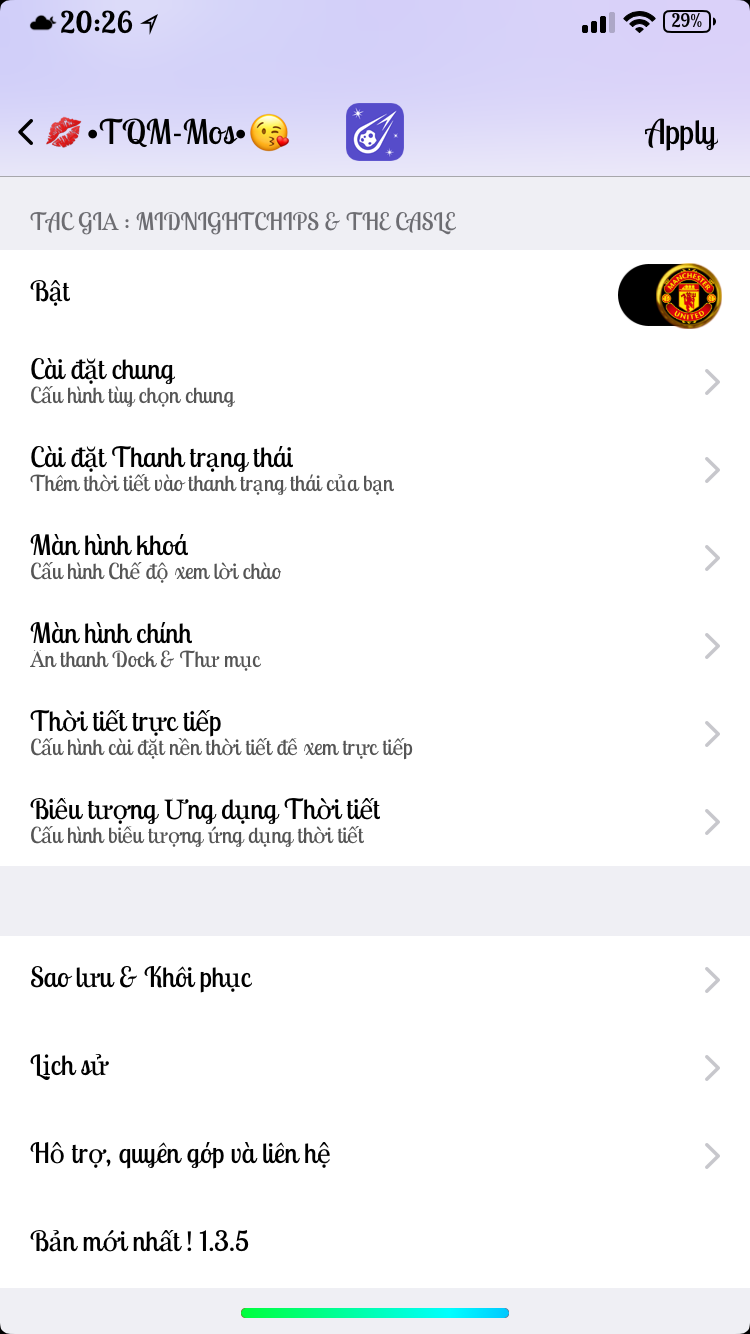 20:26
29%
💋•TQM-Mos•😘
Apply
TAC GIA : MIDNIGHTCHIPS & THE CASLE
Bật
MANCHESTER
UNITED
Cài đặt chung
Cấu hình tùy chọn chung
Cài đặt Thanh trạng thái
Thêm thời tiết vào thanh trạng thái của bạn
Màn hình khoá
Cấu hình Chế độ xem lời chào
Màn hình chính
Ẩn thanh Dock & Thư mục
Thời tiết trực tiếp
Cấu hình cài đặt nền thời tiết để xem trực tiếp
Biểu tượng Ứng dụng Thời tiết
Cấu hình biểu tượng ứng dụng thời tiết
Sao lưu & Khôi phục
Lịch sử
Hô trợ, quyên góp và liên hệ
Bản mới nhất ! 1.3.5